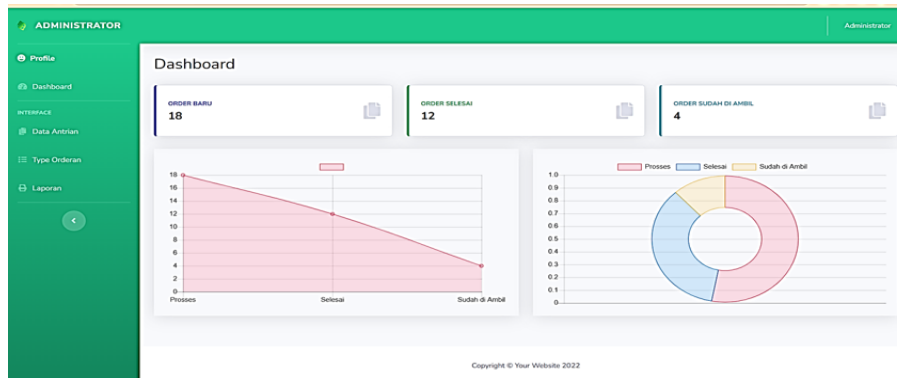 ADMINISTRATOR
Administrator
Profile
Dashboard
INTERFACE
Data Antrian
Type Orderan
Laporan
Dashboard
ORDER BARU
18
ORDER SELESAI
12
ORDER SUDAH DI AMBIL
4
18
16
14
12
10
8
6
4
2
0
Prosses Selesai Sudah di Ambil
Prosses Selesai Sudah di Ambil
1.0
0.9
0.8
0.7
0.6
0.5
0.4
0.3
0.2
0.1
0
Copyright © Your Website 2022